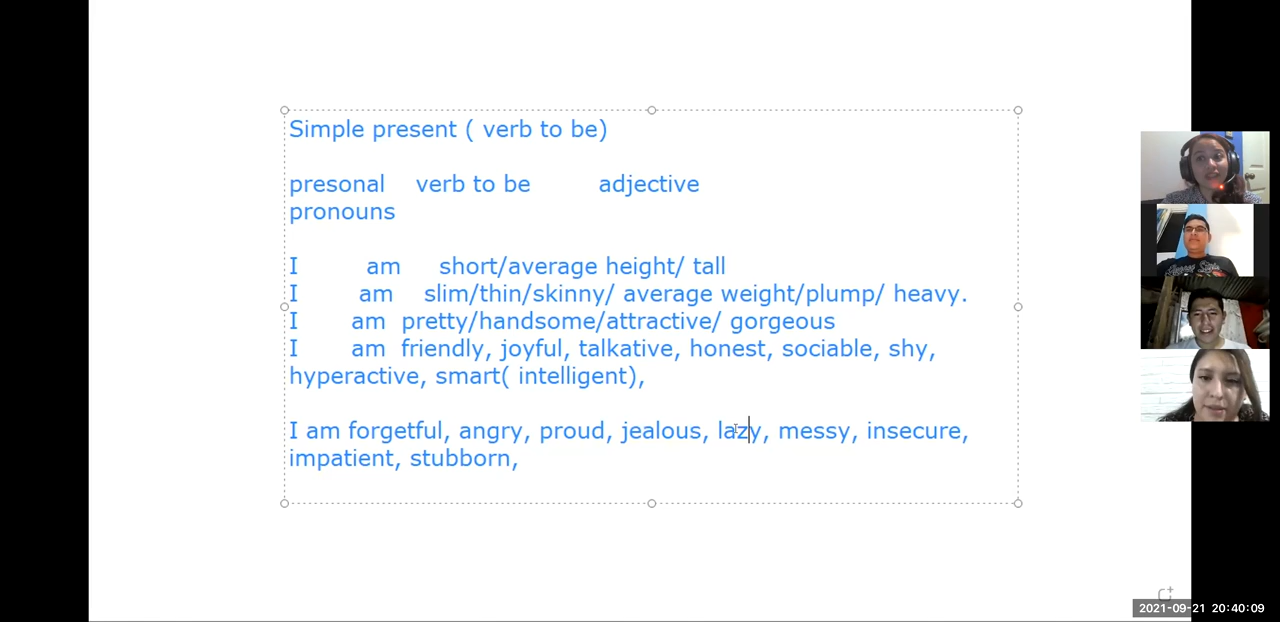 Simple present ( verb to be)
presonal verb to be adjective
pronouns
I am short/average height/ tall
I am slim/thin/skinny/ average weight/plump/ heavy.
I am pretty/handsome/attractive/ gorgeous
I am friendly, joyful, talkative, honest, sociable, shy,
hyperactive, smart( intelligent),
I am forgetful, angry, proud, jealous, lazy, messy, insecure,
impatient, stubborn,
2021-09-21 20:40:09